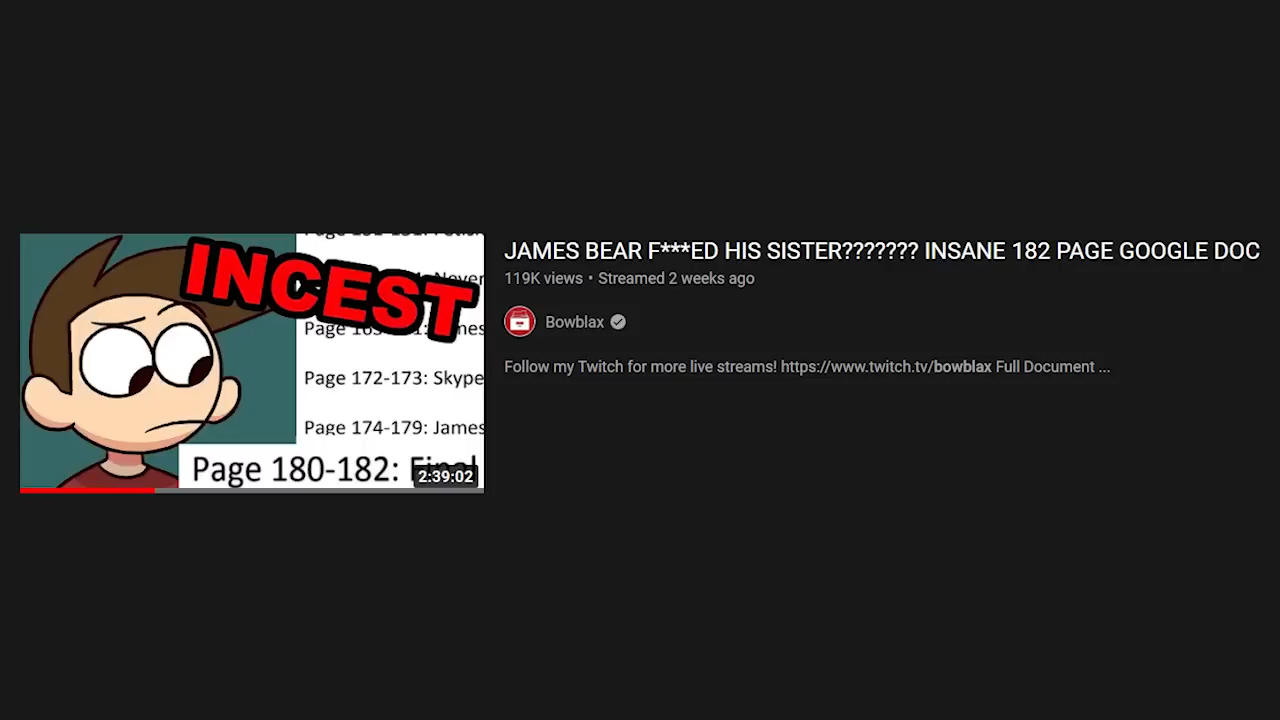 INCEST
Page 172-173: Skype
Page 174-179: James
Page 180-182: Final
2:39:02
JAMES BEAR F***ED HIS SISTER??????? INSANE 182 PAGE GOOGLE DOC
119K views • Streamed 2 weeks ago
Bowblax
Follow my Twitch for more live streams! https://www.twitch.tv/bowblax Full Document ...